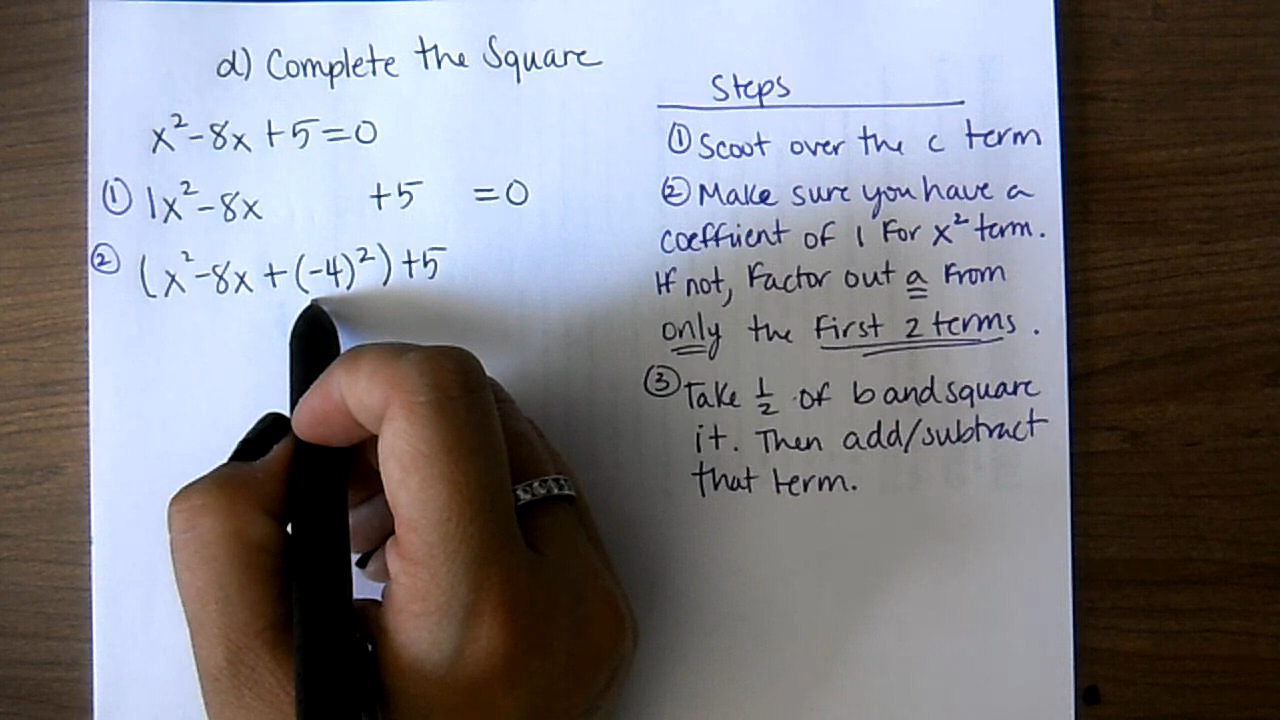 d) Complete the Square
x²-8x+5=0
① 1x²-8x +5 =0
② (x²-8x+(-4)²)+5
Steps
① Scoot over the c term
② Make sure you have a
coeffiient of 1 for x² term.
If not, Factor out a From
only the First 2 terms.
③ Take 1/2 of b and square
it. Then add/subtract
that term.